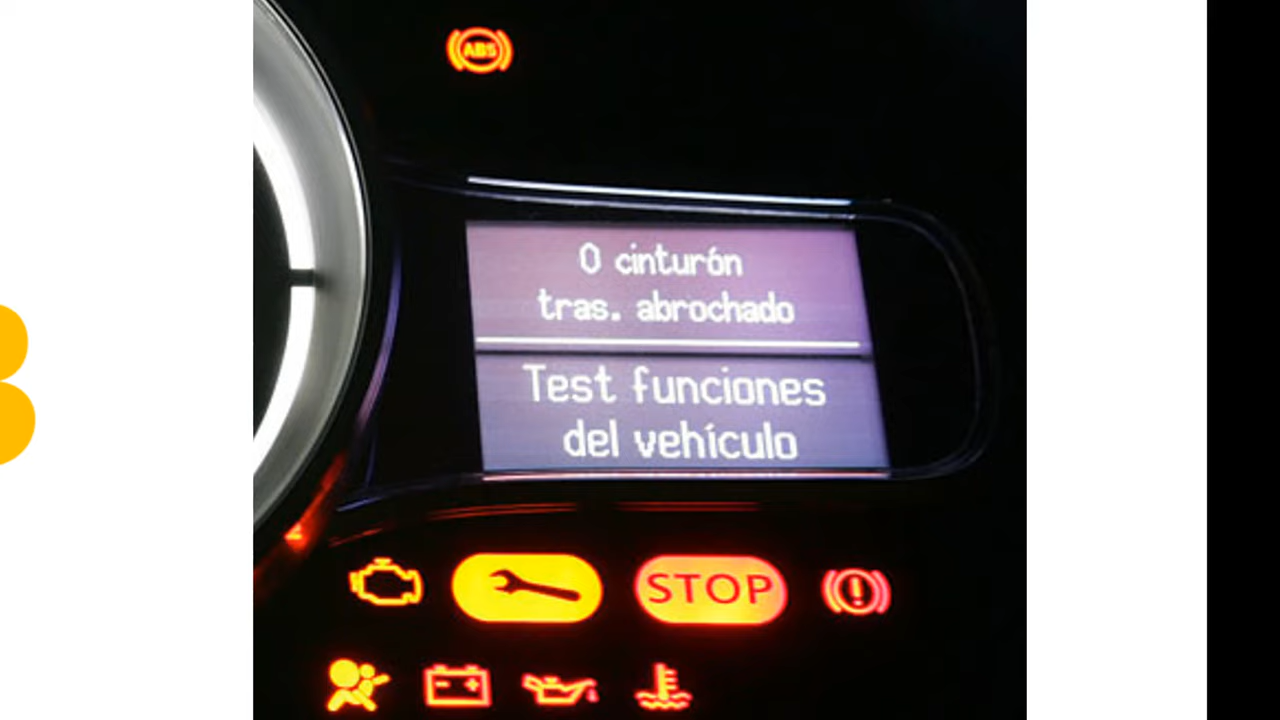 ABS
0 cinturón
tras. abrochado
Test funciones
del vehículo
STOP